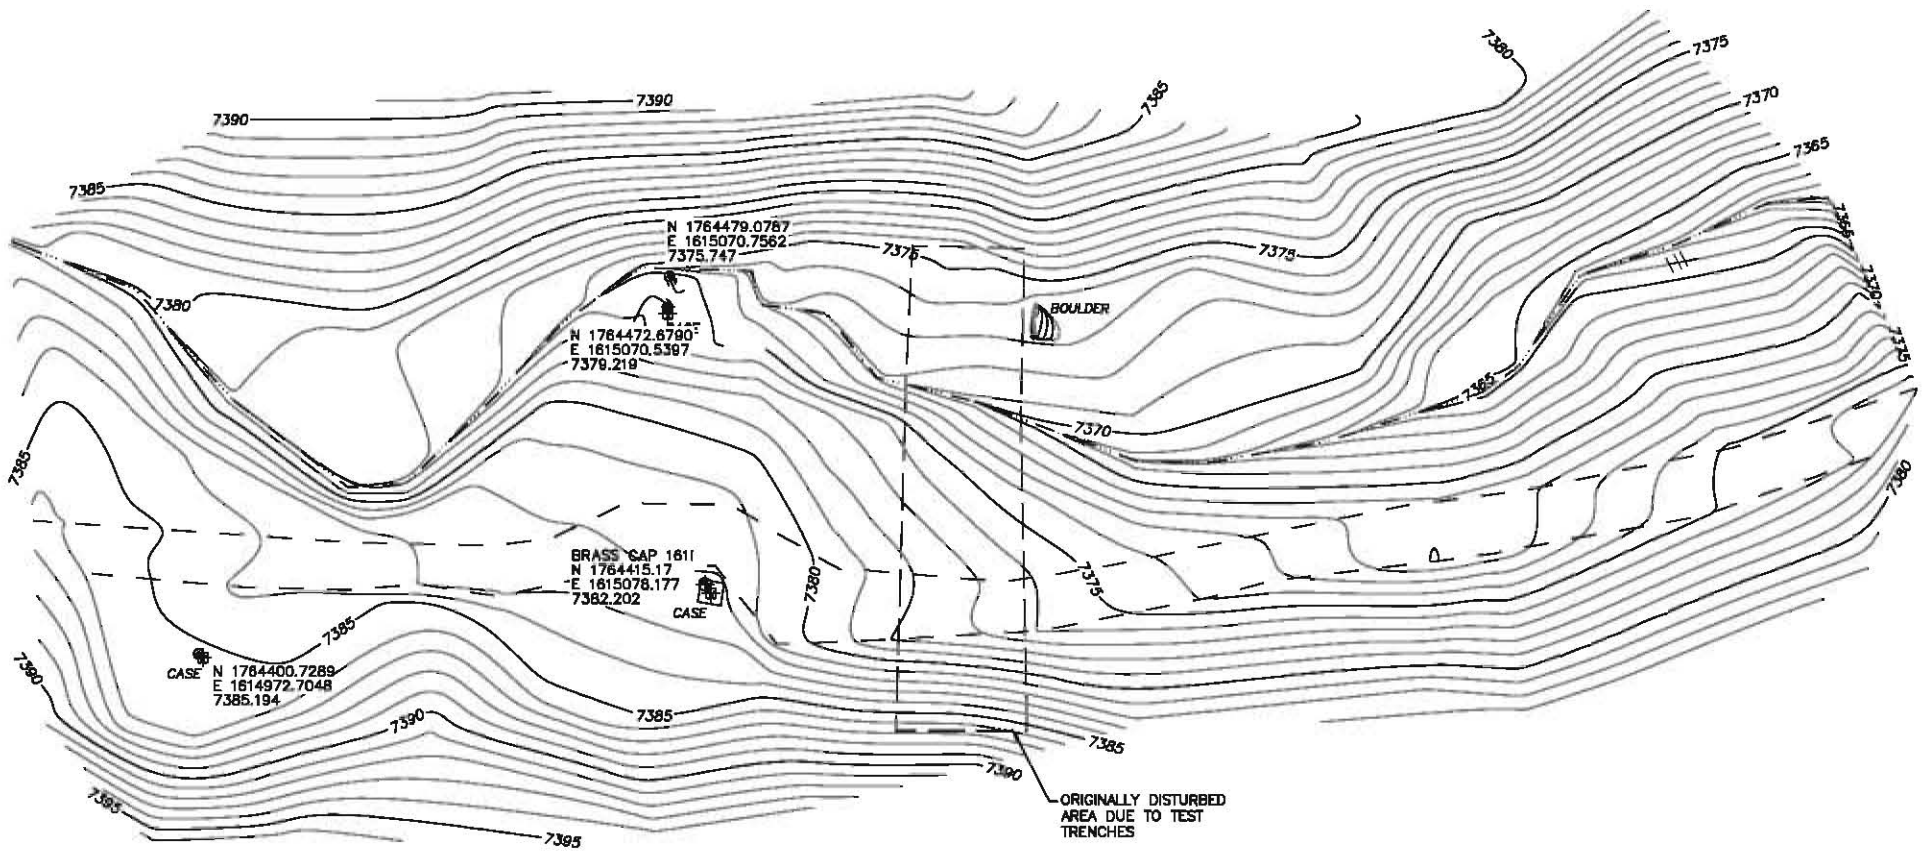 7380
7375
7390
7390
7385
7370
7365
7385
N 1764479.0787
E 1615070.7562
7375.747
7375
7375
7365
7380
7370
BOULDER
N 1764472.6790
E 1615070.5397
7379.219
7375
7365
7370
7385
7380
BRASS CAP 1611
N 1764415.17
E 1615078.177
7382.202
7380
7375
CASE
7385
CASE
N 1764400.7289
E 1614972.7048
7385.194
7390
7385
7390
7385
7390
7395
7395
ORIGINALLY DISTURBED
AREA DUE TO TEST
TRENCHES